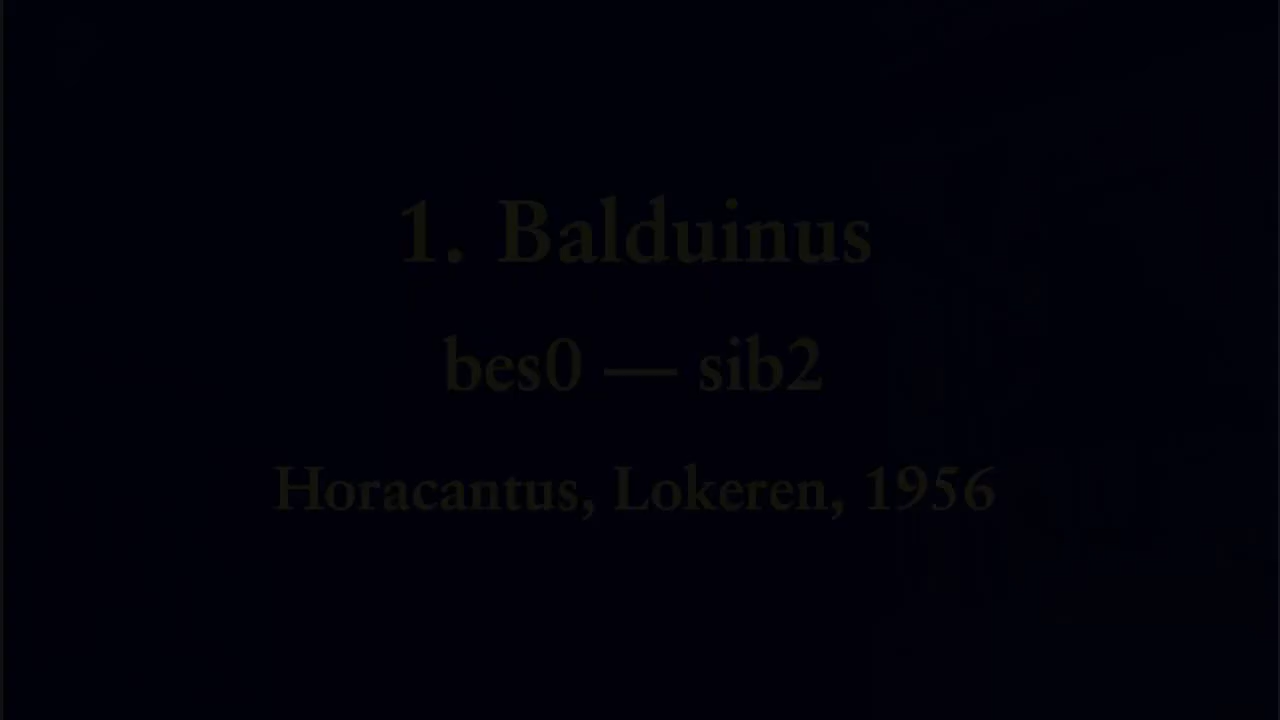 1. Balduinus
bes0 — sib2
Horacantus, Lokeren, 1956